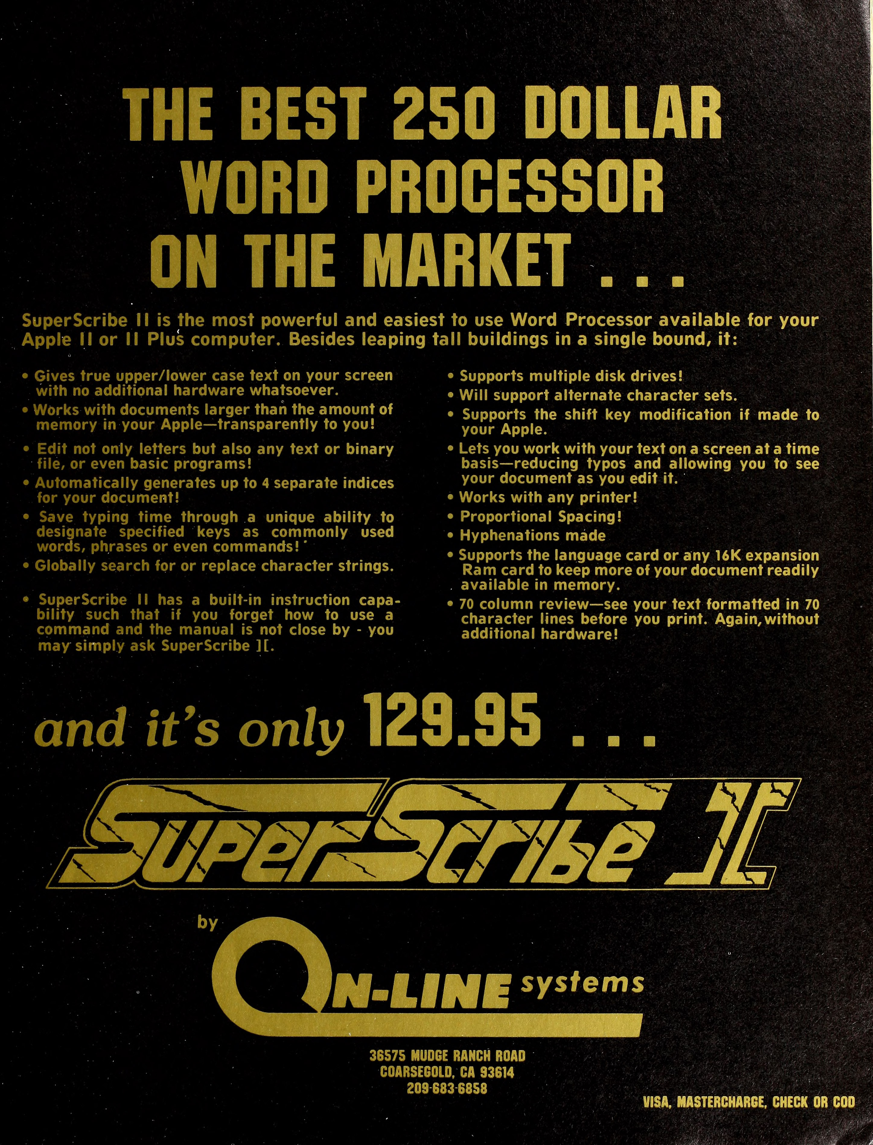 THE BEST 250 DOLLAR
WORD PROCESSOR
ON THE MARKET . . .
SuperScribe II is the most powerful and easiest to use Word Processor available for your
Apple II or II Plus computer. Besides leaping tall buildings in a single bound, it:
• Gives true upper/lower case text on your screen
with no additional hardware whatsoever.
• Works with documents larger than the amount of
memory in your Apple—transparently to you!
• Edit not only letters but also any text or binary
file, or even basic programs!
• Automatically generates up to 4 separate indices
for your document!
• Save typing time through a unique ability to
designate specified keys as commonly used
words, phrases or even commands!
• Globally search for or replace character strings.
• SuperScribe II has a built-in instruction capa-
bility such that if you forget how to use a
command and the manual is not close by - you
may simply ask SuperScribe ][.
• Supports multiple disk drives!
• Will support alternate character sets.
• Supports the shift key modification if made to
your Apple.
• Lets you work with your text on a screen at a time
basis—reducing typos and allowing you to see
your document as you edit it.
• Works with any printer!
• Proportional Spacing!
• Hyphenations made
• Supports the language card or any 16K expansion
Ram card to keep more of your document readily
available in memory.
• 70 column review—see your text formatted in 70
character lines before you print. Again, without
additional hardware!
and it's only 129.95 . . .
SuperScribe ][
by
ON-LINE systems
36575 MUDGE RANCH ROAD
COARSEGOLD, CA 93614
209-683-6858
VISA, MASTERCHARGE, CHECK OR COD